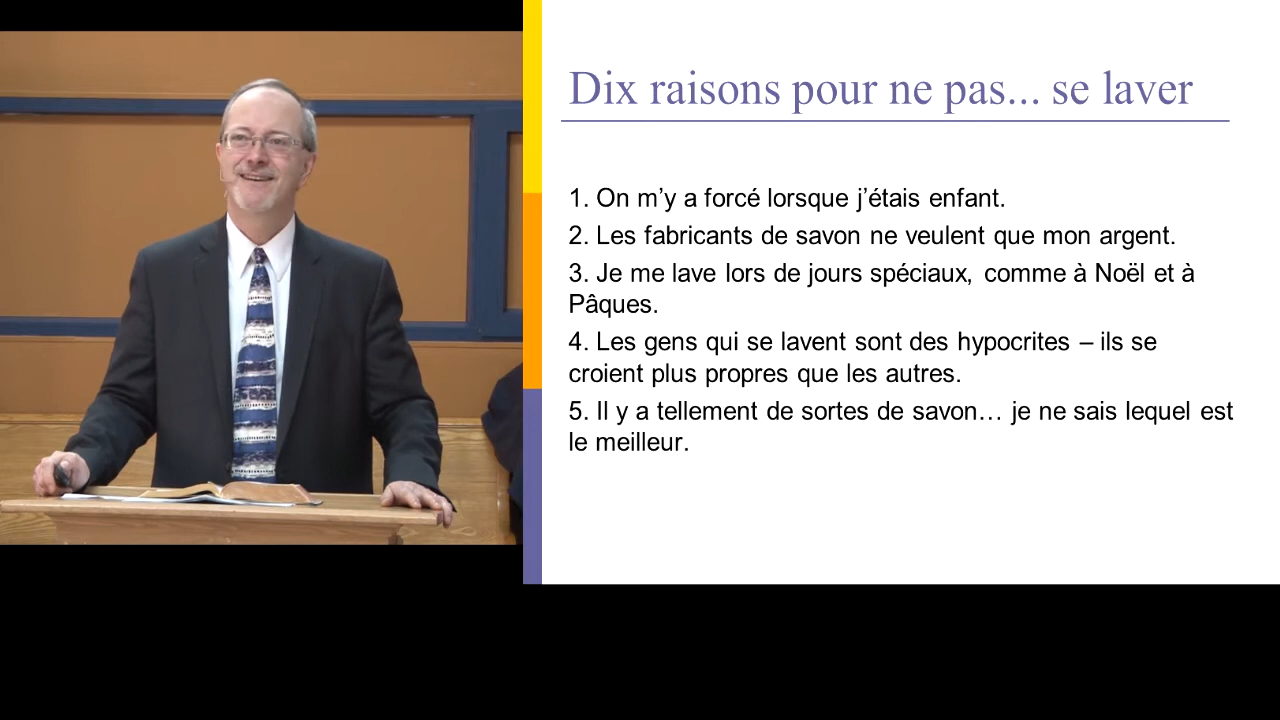 Dix raisons pour ne pas... se laver
1. On m’y a forcé lorsque j’étais enfant.
2. Les fabricants de savon ne veulent que mon argent.
3. Je me lave lors de jours spéciaux, comme à Noël et à
Pâques.
4. Les gens qui se lavent sont des hypocrites – ils se
croient plus propres que les autres.
5. Il y a tellement de sortes de savon… je ne sais lequel est
le meilleur.